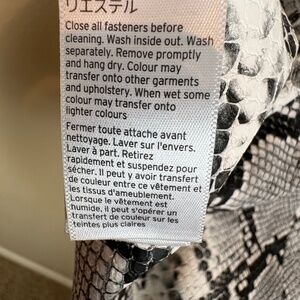 リエステル
Close all fasteners before
cleaning. Wash inside out. Wash
separately. Remove promptly
and hang dry. Colour may
transfer onto other garments
and upholstery. When wet some
colour may transfer onto
lighter colours
Fermer toute attache avant
nettoyage. Laver sur l'envers.
Laver à part. Retirez
rapidement et suspendez pour
sécher. Il peut y avoir transfert
de couleur entre ce vêtement et
les tissus d'ameublement.
Lorsque le vêtement est
humide, il peut s'opérer un
transfert de couleur sur les
teintes plus claires